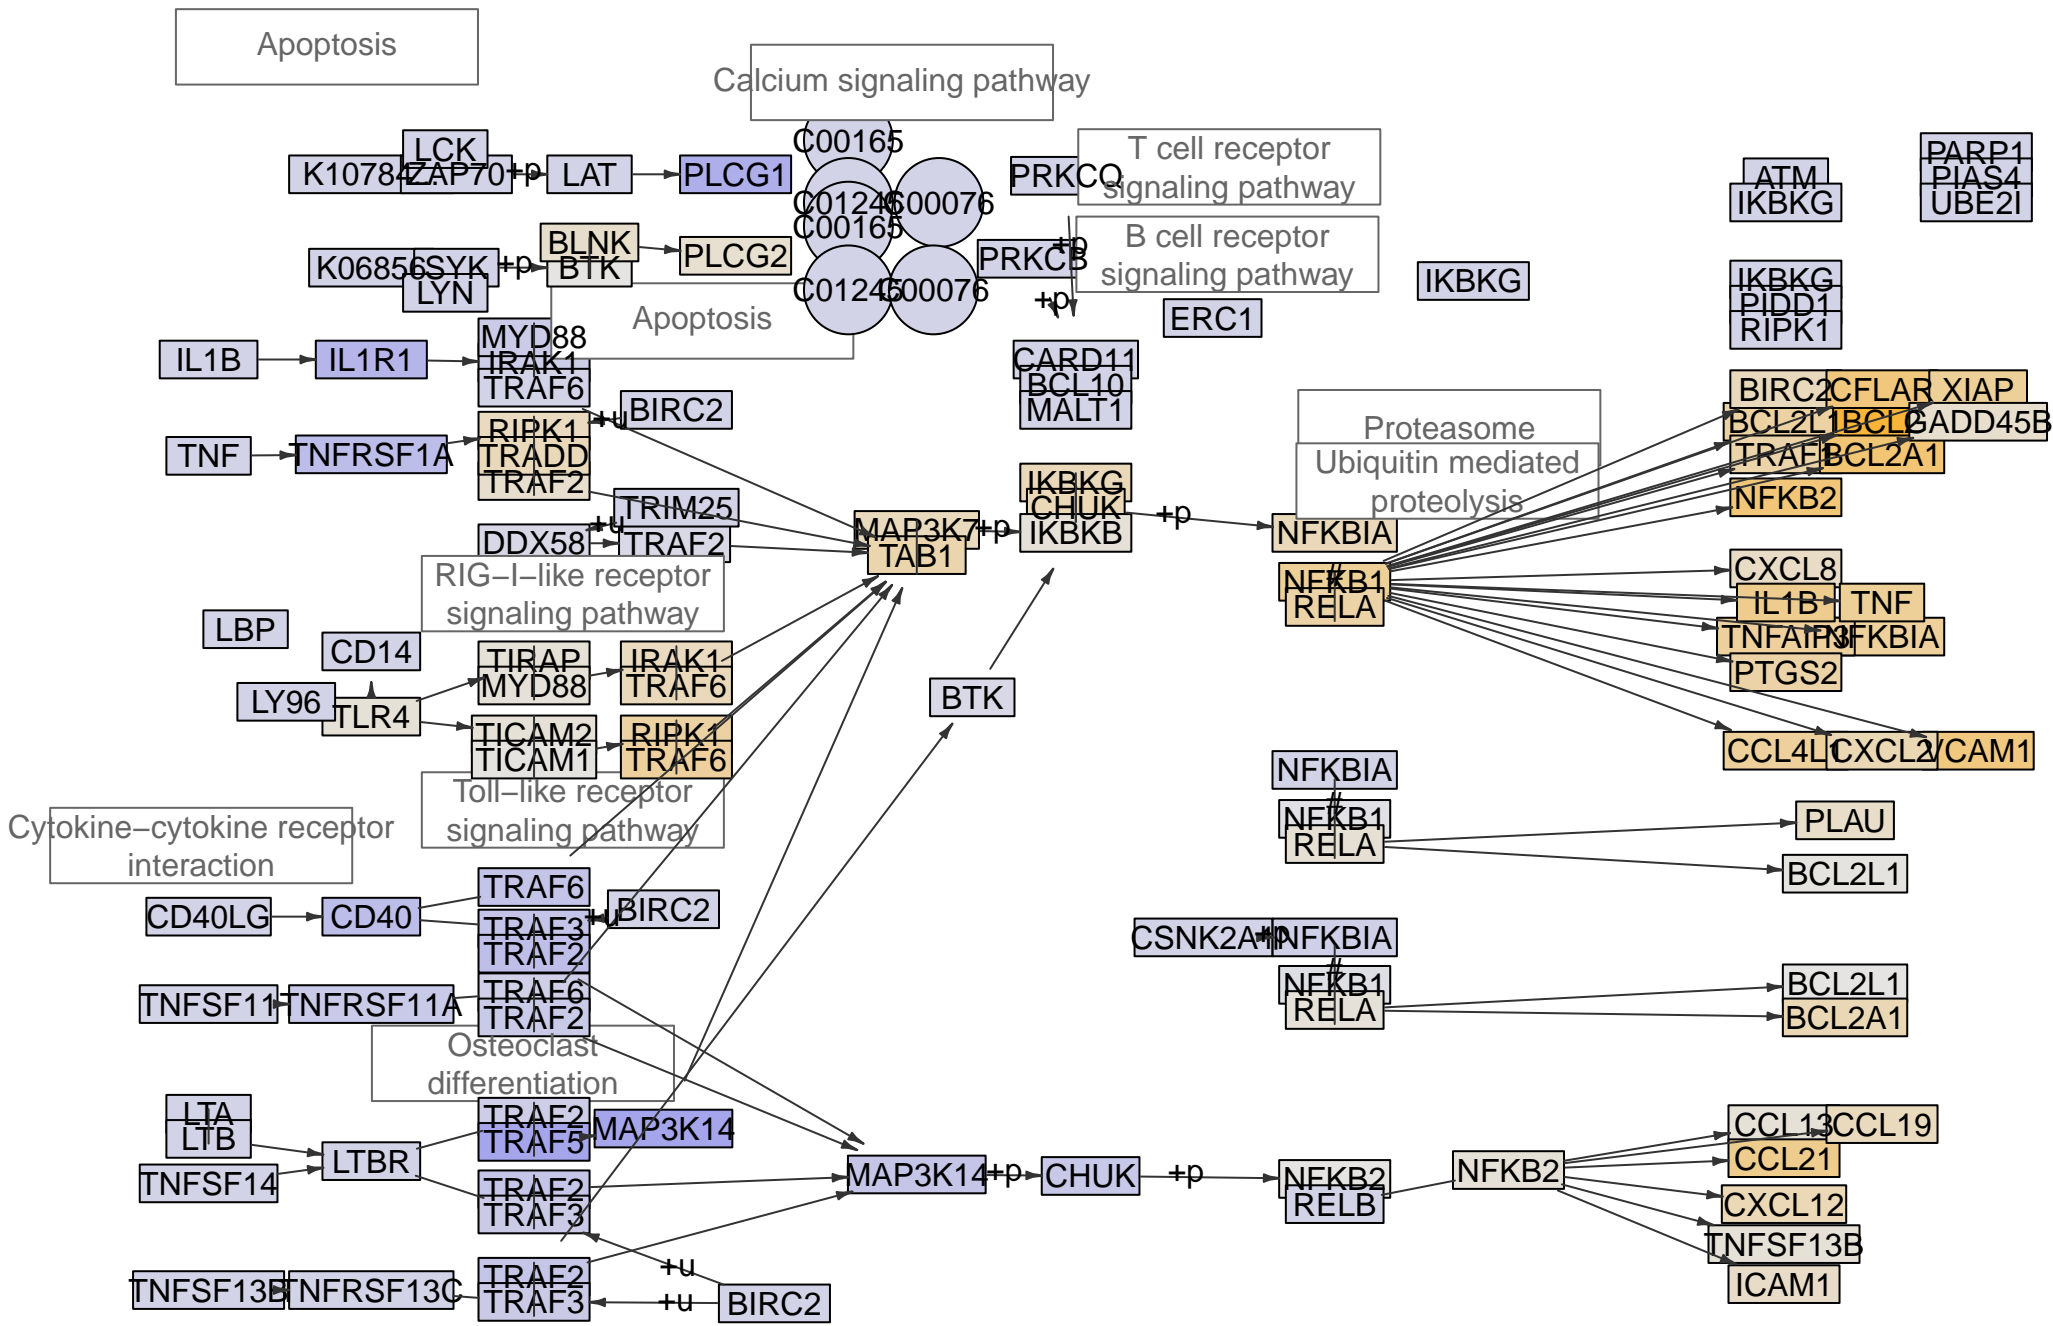 Apoptosis
Calcium signaling pathway
T cell receptor
signaling pathway
B cell receptor
signaling pathway
LCK
K10784
ZAP70
+p
LAT
PLCG1
C00165
C01245
C00076
C00165
C01245
C00076
PRKCQ
PRKCB
+p
+p
ATM
IKBKG
PARP1
PIAS4
UBE2I
K06856
SYK
LYN
+p
BLNK
BTK
PLCG2
Apoptosis
ERC1
IKBKG
IKBKG
PIDD1
RIPK1
IL1B
IL1R1
MYD88
IRAK1
TRAF6
CARD11
BCL10
MALT1
TNF
TNFRSF1A
RIPK1
TRADD
TRAF2
+u
BIRC2
Proteasome
Ubiquitin mediated
proteolysis
BIRC2
CFLAR
XIAP
BCL2L1
BCL2
GADD45B
TRAF1
BCL2A1
NFKB2
DDX58
+u
TRIM25
TRAF2
MAP3K7
TAB1
+p
IKBKG
CHUK
IKBKB
+p
NFKBIA
NFKB1
RELA
RIG−I−like receptor
signaling pathway
CXCL8
IL1B
TNF
TNFAIP3
NFKBIA
PTGS2
LBP
CD14
LY96
TLR4
TIRAP
MYD88
IRAK1
TRAF6
TICAM2
TICAM1
RIPK1
TRAF6
BTK
CCL4L1
CXCL2
VCAM1
Toll−like receptor
signaling pathway
Cytokine−cytokine receptor
interaction
NFKBIA
NFKB1
RELA
PLAU
BCL2L1
CD40LG
CD40
TRAF6
TRAF3
TRAF2
+u
BIRC2
CSNK2A1
+p
NFKBIA
NFKB1
RELA
BCL2L1
BCL2A1
TNFSF11
TNFRSF11A
TRAF6
TRAF2
Osteoclast
differentiation
LTA
LTB
TNFSF14
LTBR
TRAF2
TRAF5
MAP3K14
TRAF2
TRAF3
MAP3K14
+p
CHUK
+p
NFKB2
RELB
NFKB2
CCL13
CCL19
CCL21
CXCL12
TNFSF13B
ICAM1
TNFSF13B
TNFRSF13C
TRAF2
TRAF3
+u
+u
BIRC2